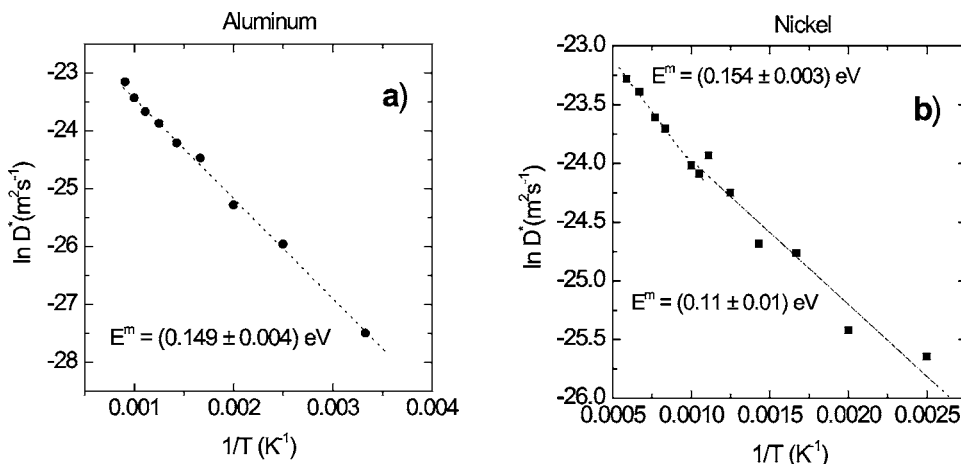 Aluminum
a)
-23
-24
-25
-26
-27
-28
ln D*(m²s⁻¹)
Eᵐ = (0.149 ± 0.004) eV
0.001 0.002 0.003 0.004
1/T (K⁻¹)
Nickel
b)
-23.0
-23.5
-24.0
-24.5
-25.0
-25.5
-26.0
ln D*(m²s⁻¹)
Eᵐ = (0.154 ± 0.003) eV
Eᵐ = (0.11 ± 0.01) eV
0.0005 0.0010 0.0015 0.0020 0.0025
1/T (K⁻¹)